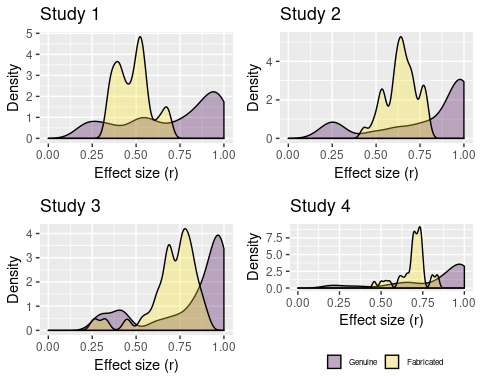 Study 1
5
4
3
2
1
0
Density
0.00 0.25 0.50 0.75 1.00
Effect size (r)
Study 2
4
2
0
Density
0.00 0.25 0.50 0.75 1.00
Effect size (r)
Study 3
4
3
2
1
0
Density
0.00 0.25 0.50 0.75 1.00
Effect size (r)
Study 4
7.5
5.0
2.5
0.0
Density
0.00 0.25 0.50 0.75 1.00
Effect size (r)
Genuine Fabricated